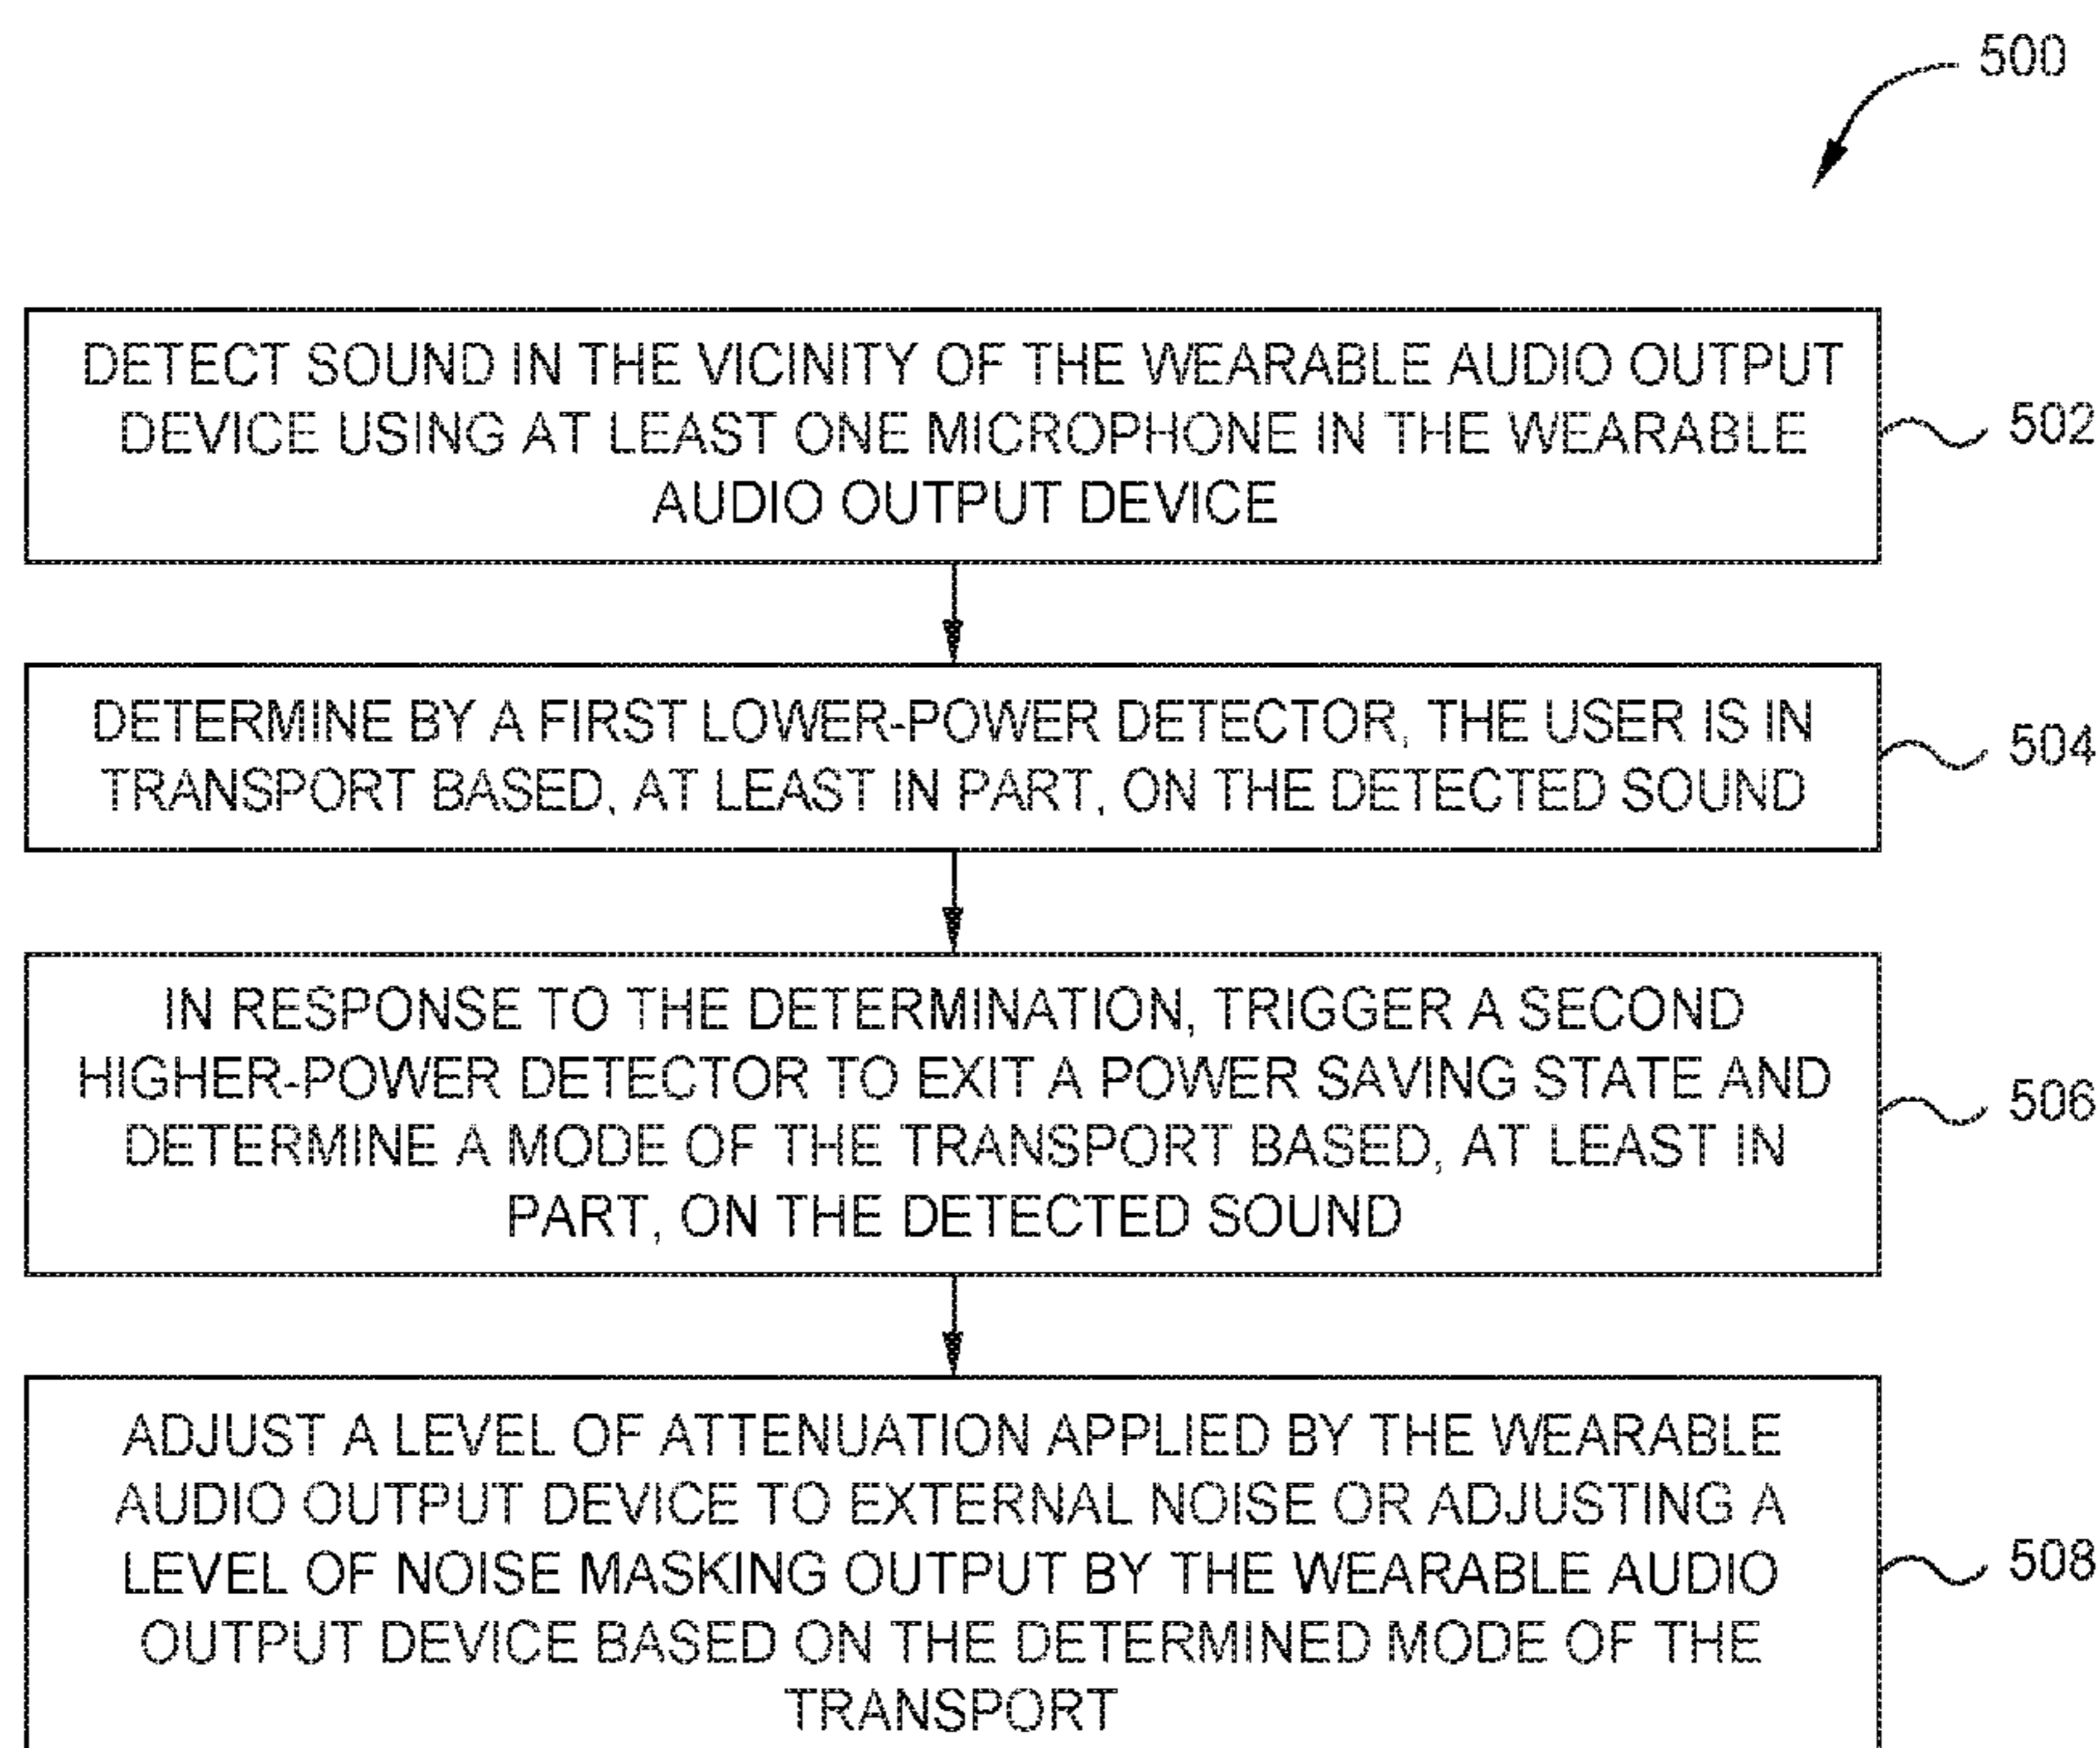 500
DETECT SOUND IN THE VICINITY OF THE WEARABLE AUDIO OUTPUT
DEVICE USING AT LEAST ONE MICROPHONE IN THE WEARABLE
AUDIO OUTPUT DEVICE
502
DETERMINE BY A FIRST LOWER-POWER DETECTOR, THE USER IS IN
TRANSPORT BASED, AT LEAST IN PART, ON THE DETECTED SOUND
504
IN RESPONSE TO THE DETERMINATION, TRIGGER A SECOND
HIGHER-POWER DETECTOR TO EXIT A POWER SAVING STATE AND
DETERMINE A MODE OF THE TRANSPORT BASED, AT LEAST IN
PART, ON THE DETECTED SOUND
506
ADJUST A LEVEL OF ATTENUATION APPLIED BY THE WEARABLE
AUDIO OUTPUT DEVICE TO EXTERNAL NOISE OR ADJUSTING A
LEVEL OF NOISE MASKING OUTPUT BY THE WEARABLE AUDIO
OUTPUT DEVICE BASED ON THE DETERMINED MODE OF THE
TRANSPORT
508